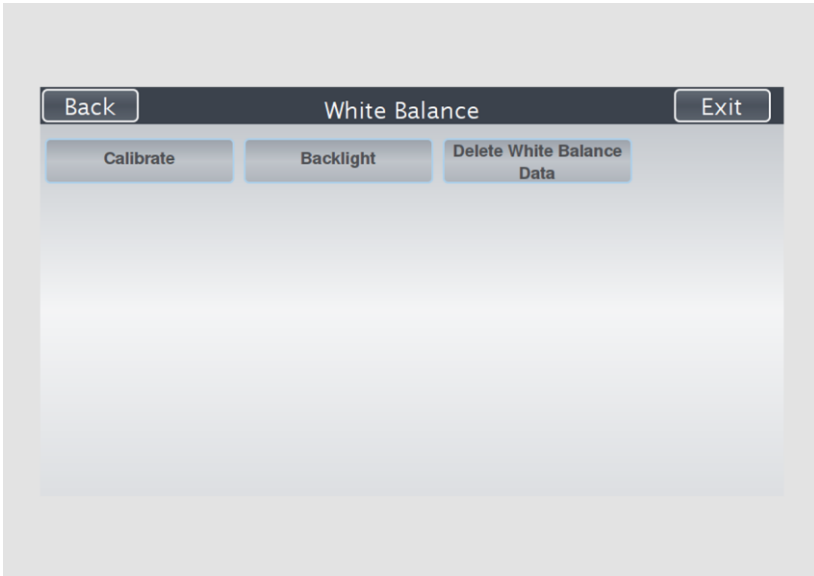 Back
White Balance
Exit
Calibrate
Backlight
Delete White Balance
Data